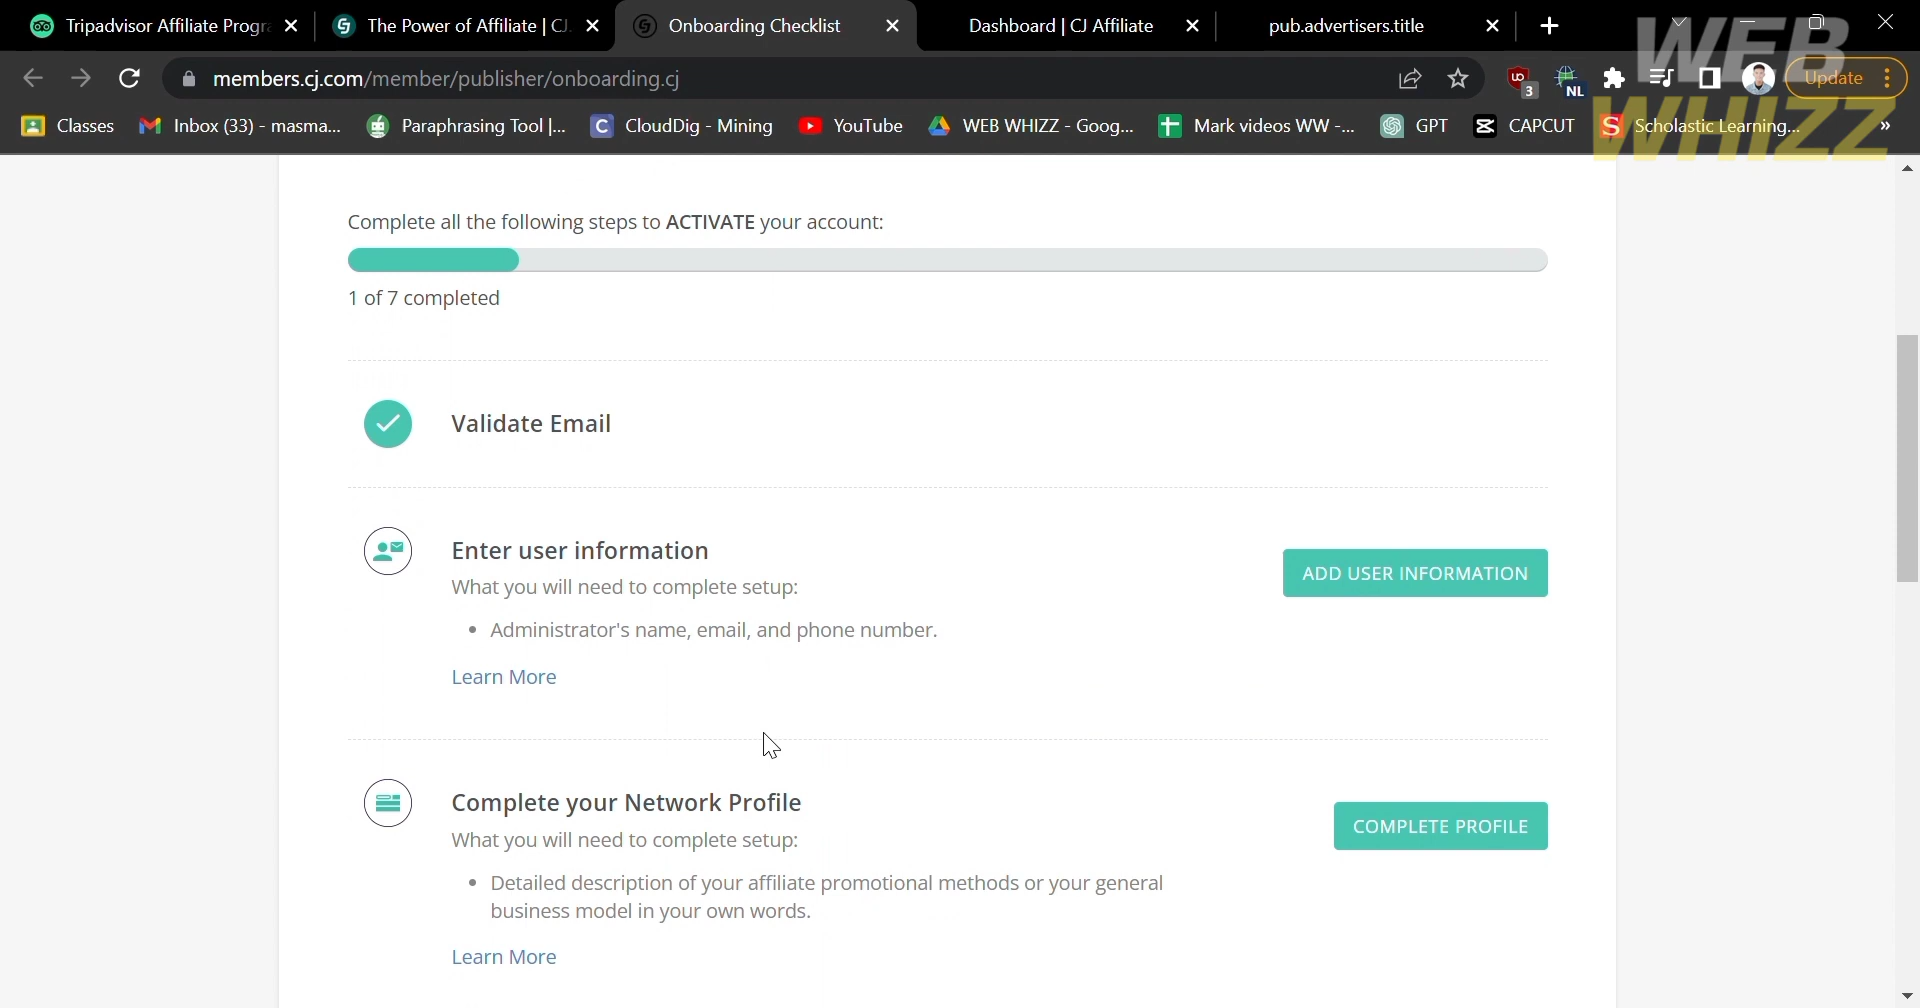 Tripadvisor Affiliate Progra
The Power of Affiliate | CJ
Onboarding Checklist
Dashboard | CJ Affiliate
pub.advertisers.title
members.cj.com/member/publisher/onboarding.cj
3
NL
Update
WEB
WHIZZ
Classes
Inbox (33) - masma...
Paraphrasing Tool |...
CloudDig - Mining
YouTube
WEB WHIZZ - Goog...
Mark videos WW -...
GPT
CAPCUT
Scholastic Learning...
Complete all the following steps to ACTIVATE your account:
1 of 7 completed
Validate Email
Enter user information
What you will need to complete setup:
• Administrator's name, email, and phone number.
Learn More
ADD USER INFORMATION
Complete your Network Profile
What you will need to complete setup:
• Detailed description of your affiliate promotional methods or your general
business model in your own words.
Learn More
COMPLETE PROFILE